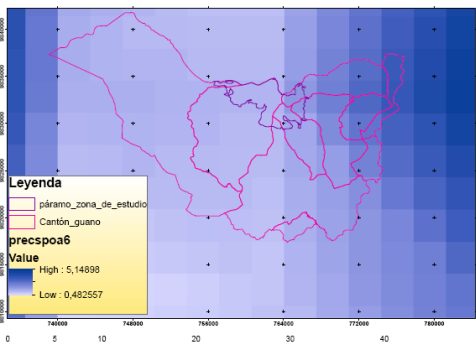 Leyenda
páramo_zona_de_estudio
Cantón_guano
precspoa6
Value
High : 5,14898
Low : 0,482557
740000 748000 756000 764000 772000 780000
0 5 10 20 30 40